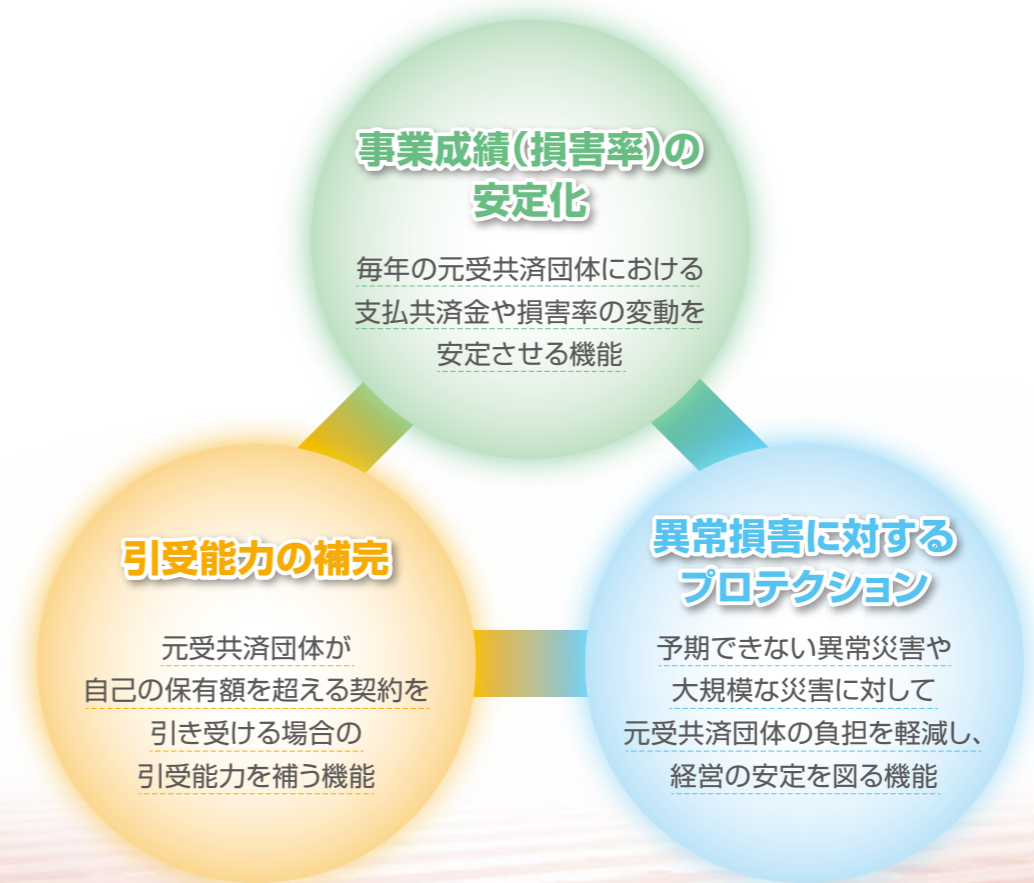 事業成績(損害率)の
安定化
毎年の元受共済団体における
支払共済金や損害率の変動を
安定させる機能
引受能力の補完
元受共済団体が
自己の保有額を超える契約を
引き受ける場合の
引受能力を補う機能
異常損害に対する
プロテクション
予期できない異常災害や
大規模な災害に対して
元受共済団体の負担を軽減し、
経営の安定を図る機能